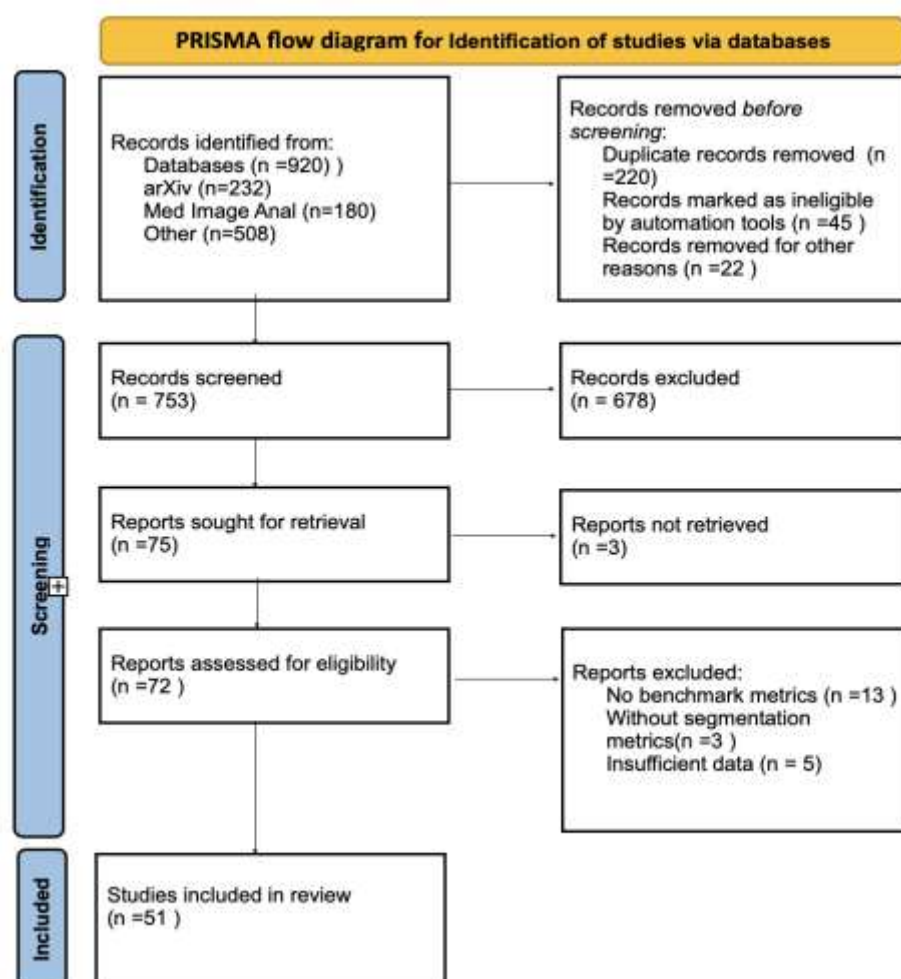 PRISMA flow diagram for Identification of studies via databases
Identification
Records identified from:
Databases (n =920) )
arXiv (n=232)
Med Image Anal (n=180)
Other (n=508)
Records removed before
screening:
Duplicate records removed (n
=220)
Records marked as ineligible
by automation tools (n =45 )
Records removed for other
reasons (n =22 )
Screening
Records screened
(n = 753)
Records excluded
(n = 678)
Reports sought for retrieval
(n =75)
Reports not retrieved
(n =3)
Reports assessed for eligibility
(n =72 )
Reports excluded:
No benchmark metrics (n =13 )
Without segmentation
metrics(n =3 )
Insufficient data (n = 5)
Included
Studies included in review
(n =51 )